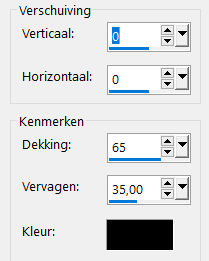 Verschuiving
Verticaal: 0
Horizontaal: 0
Kenmerken
Dekking: 65
Vervagen: 35,00
Kleur: